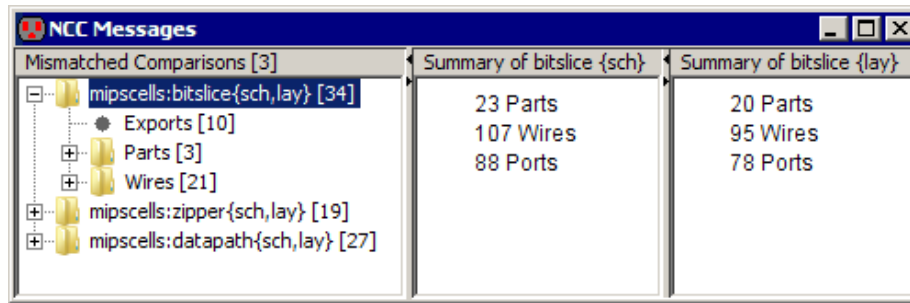 NCC Messages
Mismatched Comparisons [3]
mipscells:bitslice{sch,lay} [34]
Exports [10]
Parts [3]
Wires [21]
mipscells:zipper{sch,lay} [19]
mipscells:datapath{sch,lay} [27]
Summary of bitslice {sch}
23 Parts
107 Wires
88 Ports
Summary of bitslice {lay}
20 Parts
95 Wires
78 Ports